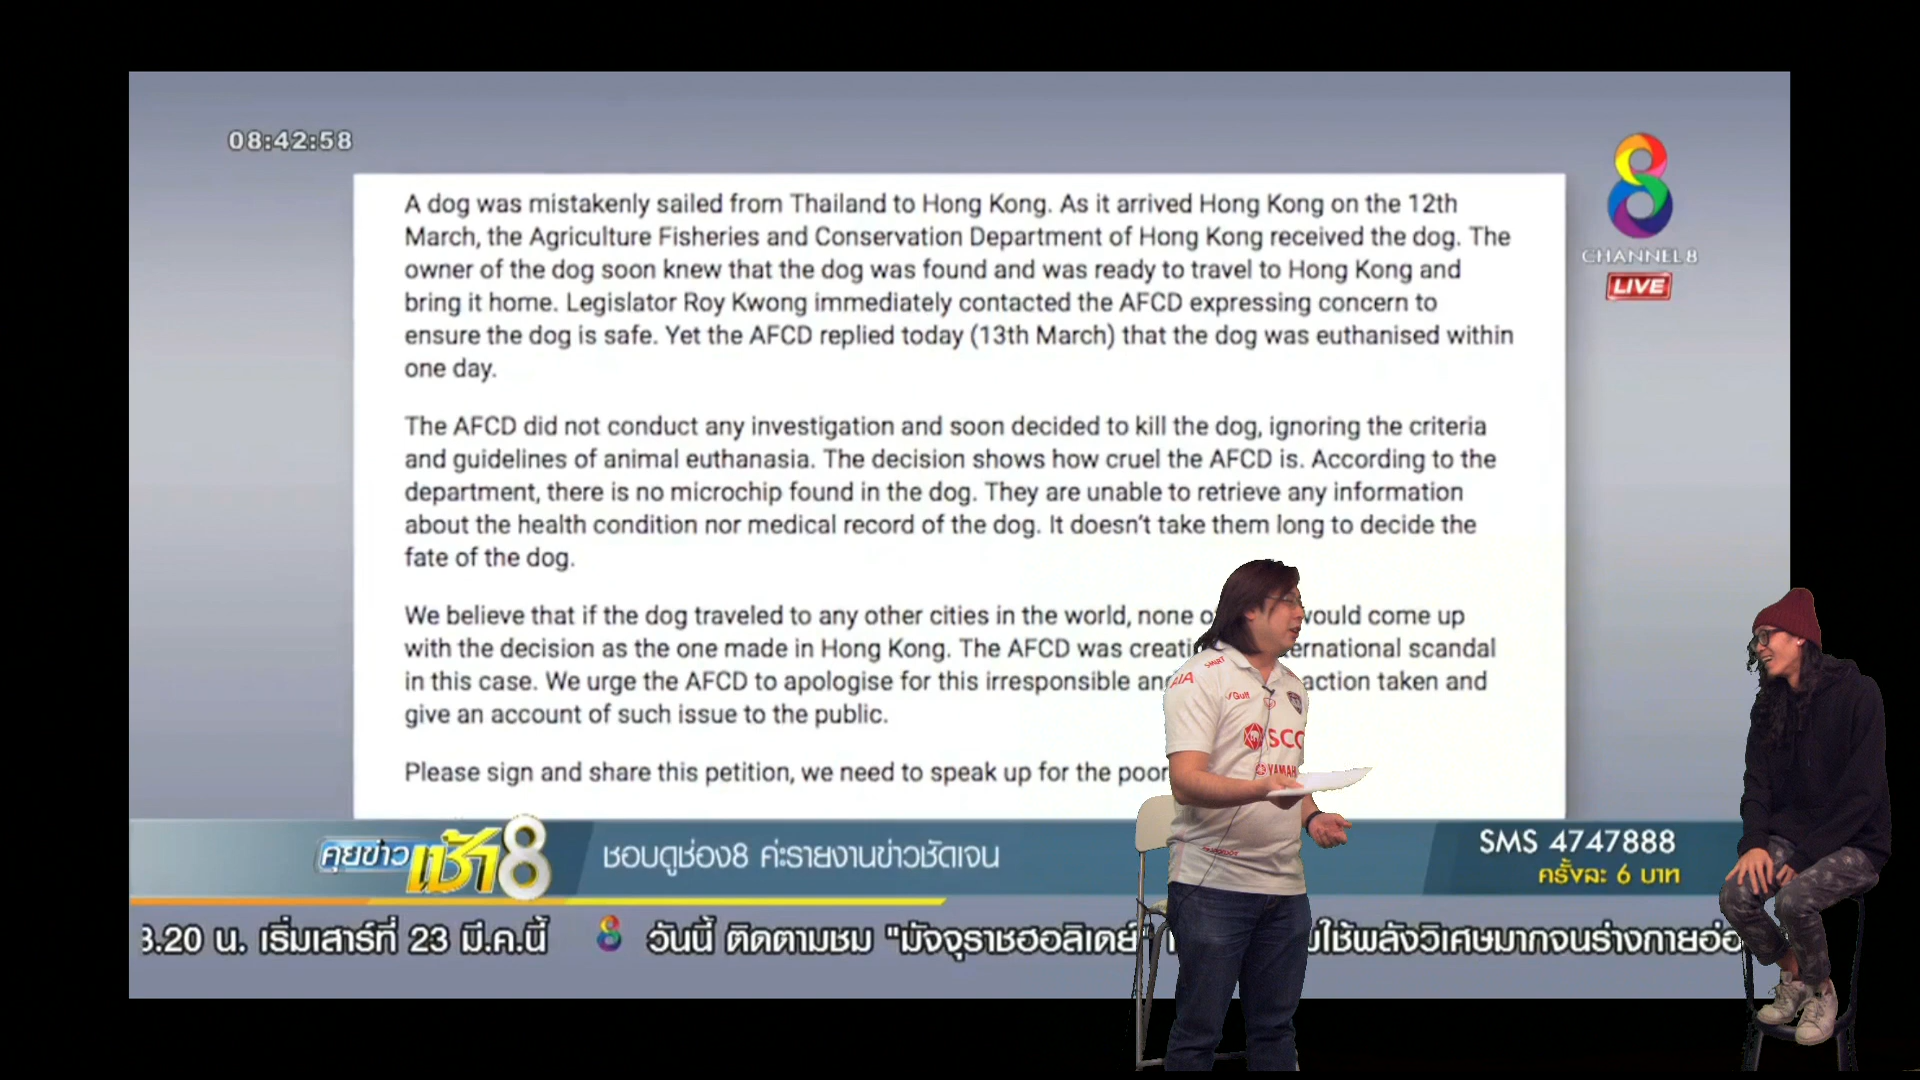 08:42:58
CHANNEL 8
LIVE
A dog was mistakenly sailed from Thailand to Hong Kong. As it arrived Hong Kong on the 12th
March, the Agriculture Fisheries and Conservation Department of Hong Kong received the dog. The
owner of the dog soon knew that the dog was found and was ready to travel to Hong Kong and
bring it home. Legislator Roy Kwong immediately contacted the AFCD expressing concern to
ensure the dog is safe. Yet the AFCD replied today (13th March) that the dog was euthanised within
one day.
The AFCD did not conduct any investigation and soon decided to kill the dog, ignoring the criteria
and guidelines of animal euthanasia. The decision shows how cruel the AFCD is. According to the
department, there is no microchip found in the dog. They are unable to retrieve any information
about the health condition nor medical record of the dog. It doesn't take them long to decide the
fate of the dog.
We believe that if the dog traveled to any other cities in the world, none would come up
with the decision as the one made in Hong Kong. The AFCD was scandal
in this case. We urge the AFCD to apologise for this irresponsible action taken and
give an account of such issue to the public.
Please sign and share this petition, we need to speak up for the poor
SMART
AIA
Gulf
SCG
YAMAH
คุยข่าวเช้า8
ชอบดูช่อง8 ค่ะรายงานข่าวชัดเจน
SMS 4747888
ครั้งละ 6 บาท
8.20 น. เริ่มเสาร์ที่ 23 มี.ค.นี้ 8 วันนี้ ติดตามชม "มัจจุราชฮอลิเดย์" ใช้พลังวิเศษมากจนร่างกายอ่อ